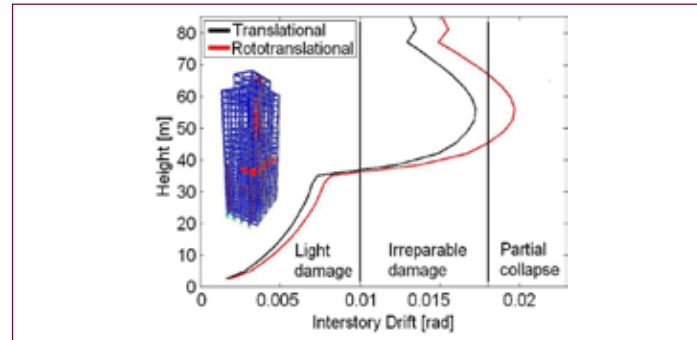 Translational
Rototranslational
80
70
60
50
40
30
20
10
0
Height [m]
Light
damage
Irreparable
damage
Partial
collapse
0
0.005
0.01
0.015
0.02
Interstory Drift [rad]